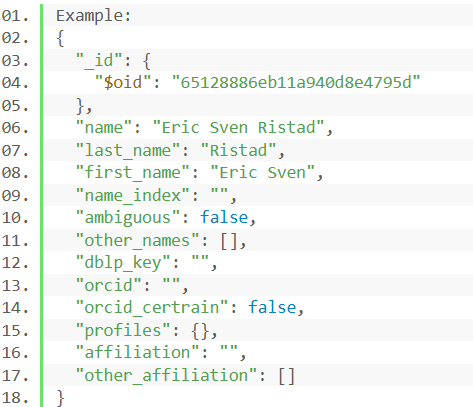 01. Example:
02. {
03.   "_id": {
04.     "$oid": "65128886eb11a940d8e4795d"
05.   },
06.   "name": "Eric Sven Ristad",
07.   "last_name": "Ristad",
08.   "first_name": "Eric Sven",
09.   "name_index": "",
10.   "ambiguous": false,
11.   "other_names": [],
12.   "dblp_key": "",
13.   "orcid": "",
14.   "orcid_certrain": false,
15.   "profiles": {},
16.   "affiliation": "",
17.   "other_affiliation": []
18. }